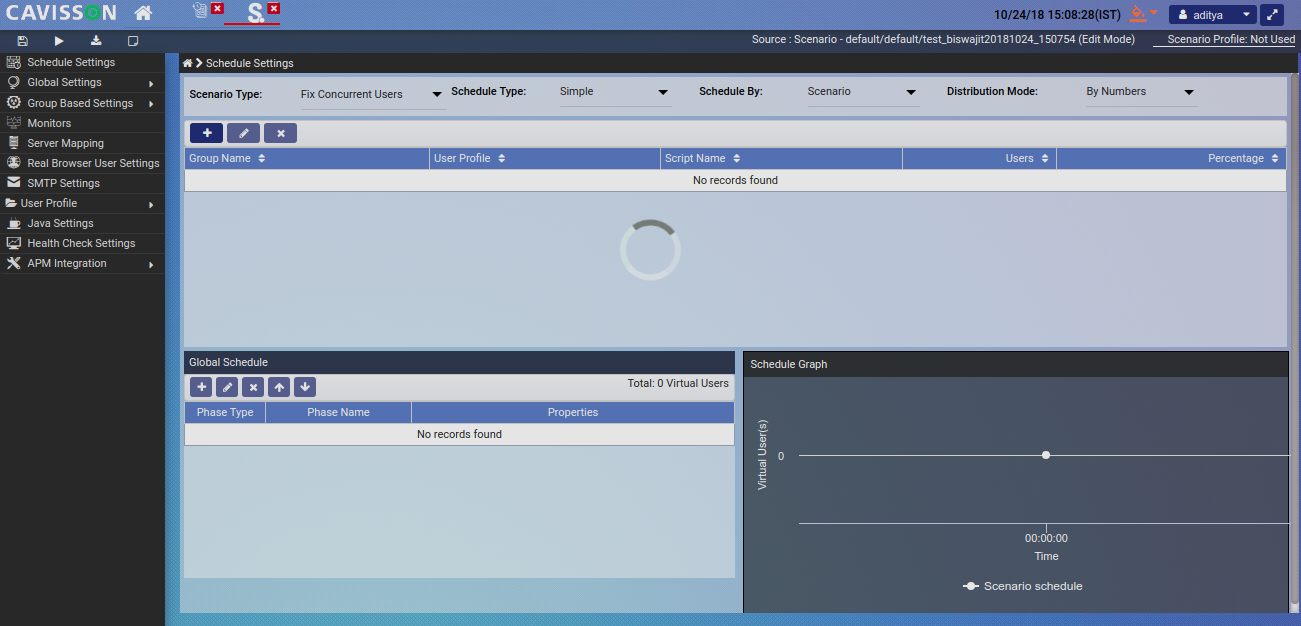 CAVISSON
S.
10/24/18 15:08:28(IST)
aditya
Source : Scenario - default/default/test_biswajit20181024_150754 (Edit Mode)
Scenario Profile: Not Used
Schedule Settings
Global Settings
Group Based Settings
Monitors
Server Mapping
Real Browser User Settings
SMTP Settings
User Profile
Java Settings
Health Check Settings
APM Integration
Schedule Settings
Scenario Type: Fix Concurrent Users Schedule Type: Simple Schedule By: Scenario Distribution Mode: By Numbers
Group Name User Profile Script Name Users Percentage
No records found
Global Schedule
Total: 0 Virtual Users
Phase Type Phase Name Properties
No records found
Schedule Graph
Virtual User(s)
0
00:00:00
Time
Scenario schedule